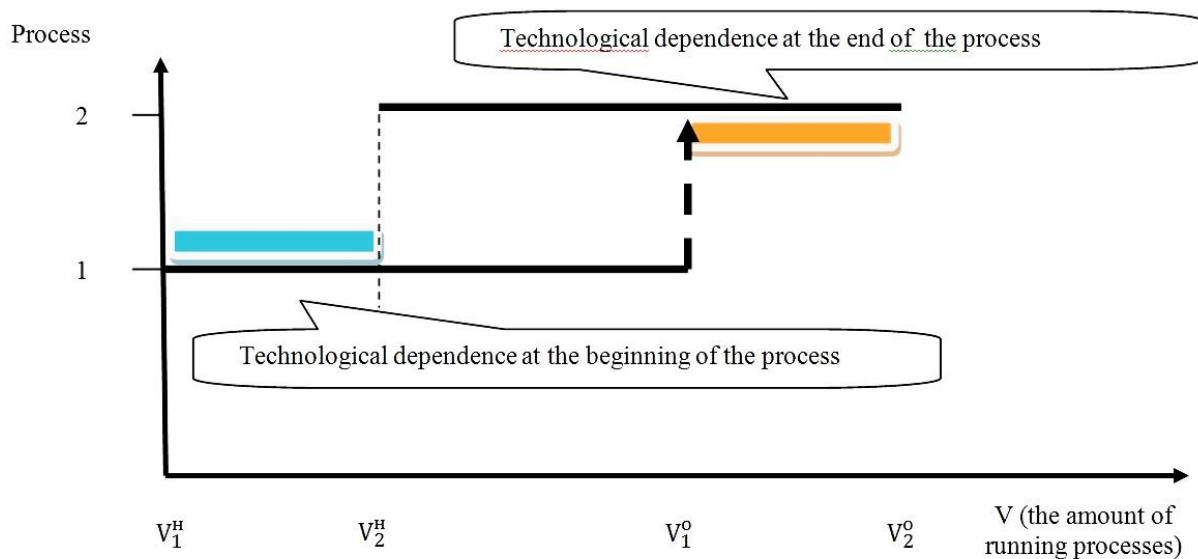 Process
Technological dependence at the end of the process
2
1
Technological dependence at the beginning of the process
V₁ᴴ
V₂ᴴ
V₁ᵒ
V₂ᵒ
V (the amount of
running processes)